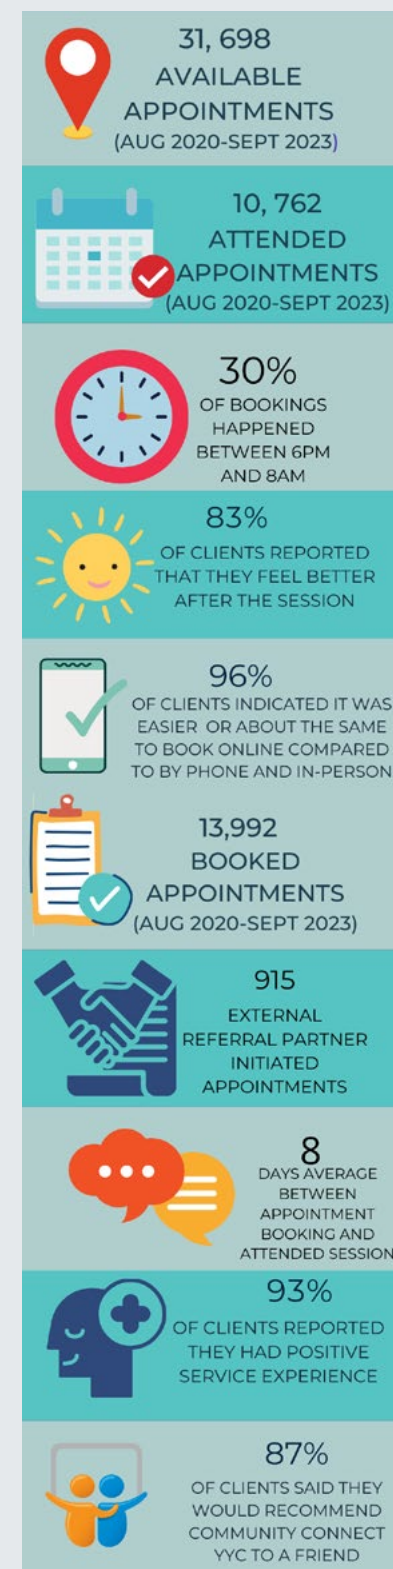 31, 698
AVAILABLE
APPOINTMENTS
(AUG 2020-SEPT 2023)
10, 762
ATTENDED
APPOINTMENTS
(AUG 2020-SEPT 2023)
30%
OF BOOKINGS
HAPPENED
BETWEEN 6PM
AND 8AM
83%
OF CLIENTS REPORTED
THAT THEY FEEL BETTER
AFTER THE SESSION
96%
OF CLIENTS INDICATED IT WAS
EASIER OR ABOUT THE SAME
TO BOOK ONLINE COMPARED
TO BY PHONE AND IN-PERSON
13,992
BOOKED
APPOINTMENTS
(AUG 2020-SEPT 2023)
915
EXTERNAL
REFERRAL PARTNER
INITIATED
APPOINTMENTS
8
DAYS AVERAGE
BETWEEN
APPOINTMENT
BOOKING AND
ATTENDED SESSION
93%
OF CLIENTS REPORTED
THEY HAD POSITIVE
SERVICE EXPERIENCE
87%
OF CLIENTS SAID THEY
WOULD RECOMMEND
COMMUNITY CONNECT
YYC TO A FRIEND